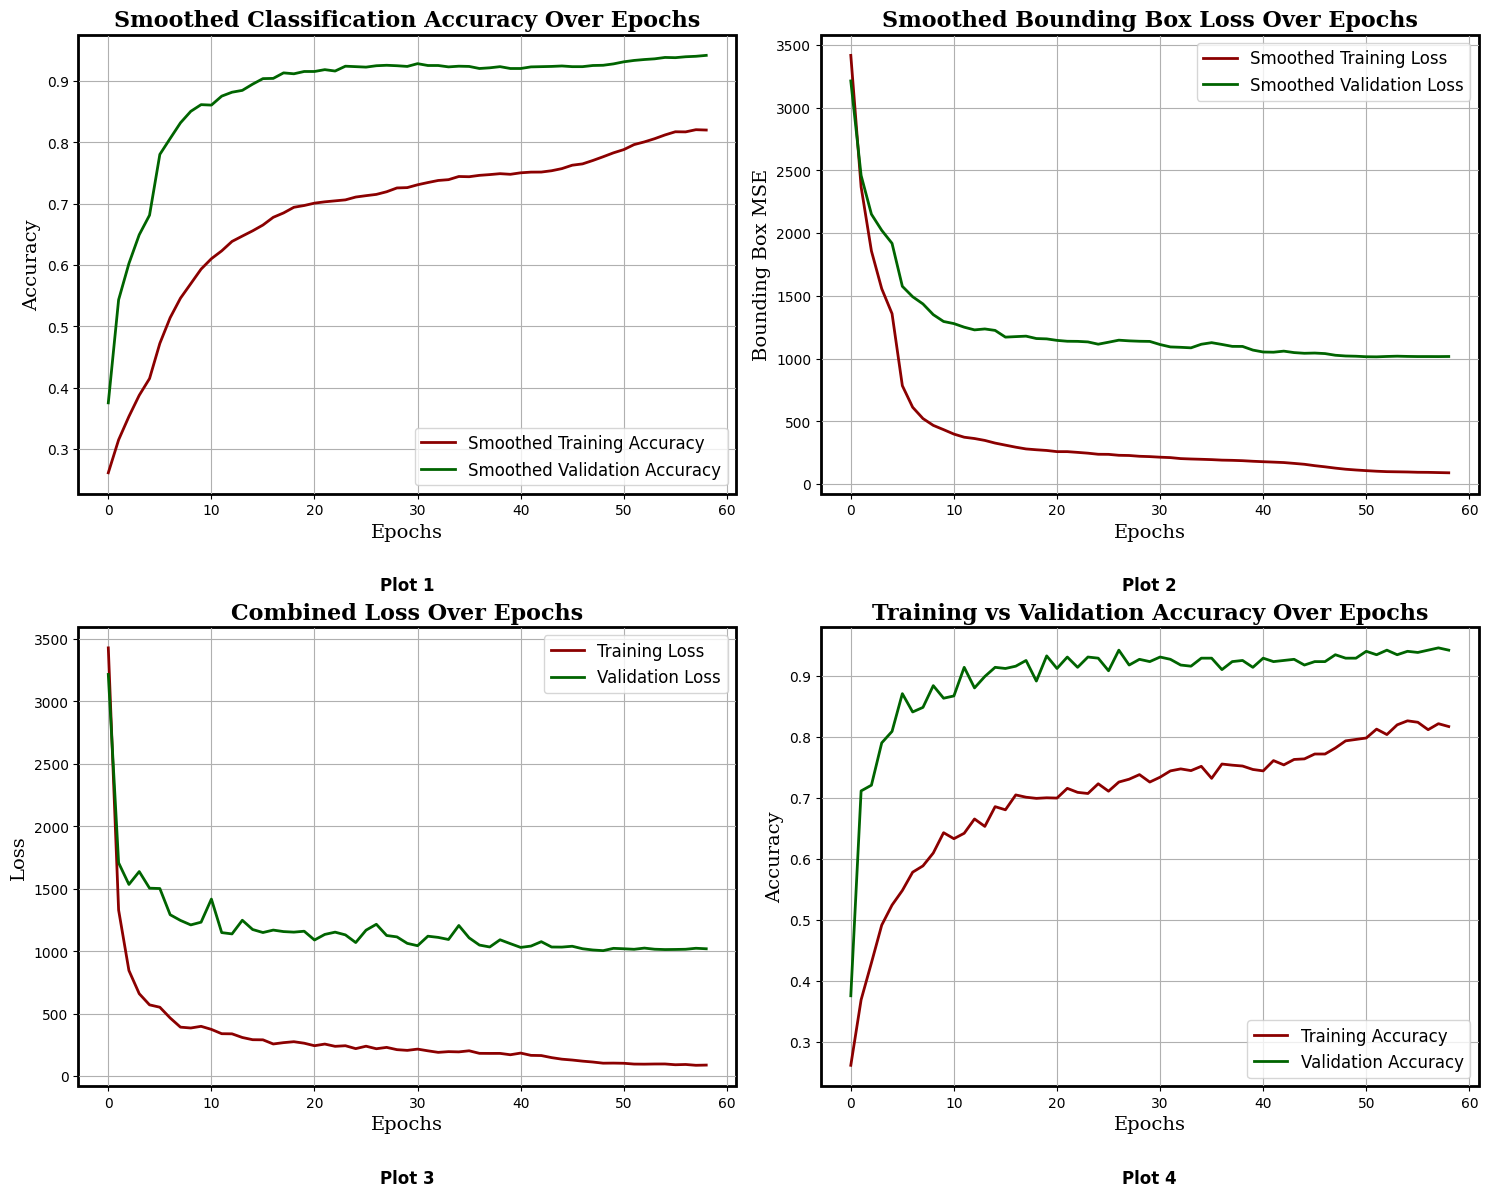 Smoothed Classification Accuracy Over Epochs
Accuracy
0.9
0.8
0.7
0.6
0.5
0.4
0.3
Smoothed Training Accuracy
Smoothed Validation Accuracy
0 10 20 30 40 50 60
Epochs
Plot 1
Smoothed Bounding Box Loss Over Epochs
Bounding Box MSE
3500
3000
2500
2000
1500
1000
500
0
Smoothed Training Loss
Smoothed Validation Loss
0 10 20 30 40 50 60
Epochs
Plot 2
Combined Loss Over Epochs
Loss
3500
3000
2500
2000
1500
1000
500
0
Training Loss
Validation Loss
0 10 20 30 40 50 60
Epochs
Plot 3
Training vs Validation Accuracy Over Epochs
Accuracy
0.9
0.8
0.7
0.6
0.5
0.4
0.3
Training Accuracy
Validation Accuracy
0 10 20 30 40 50 60
Epochs
Plot 4